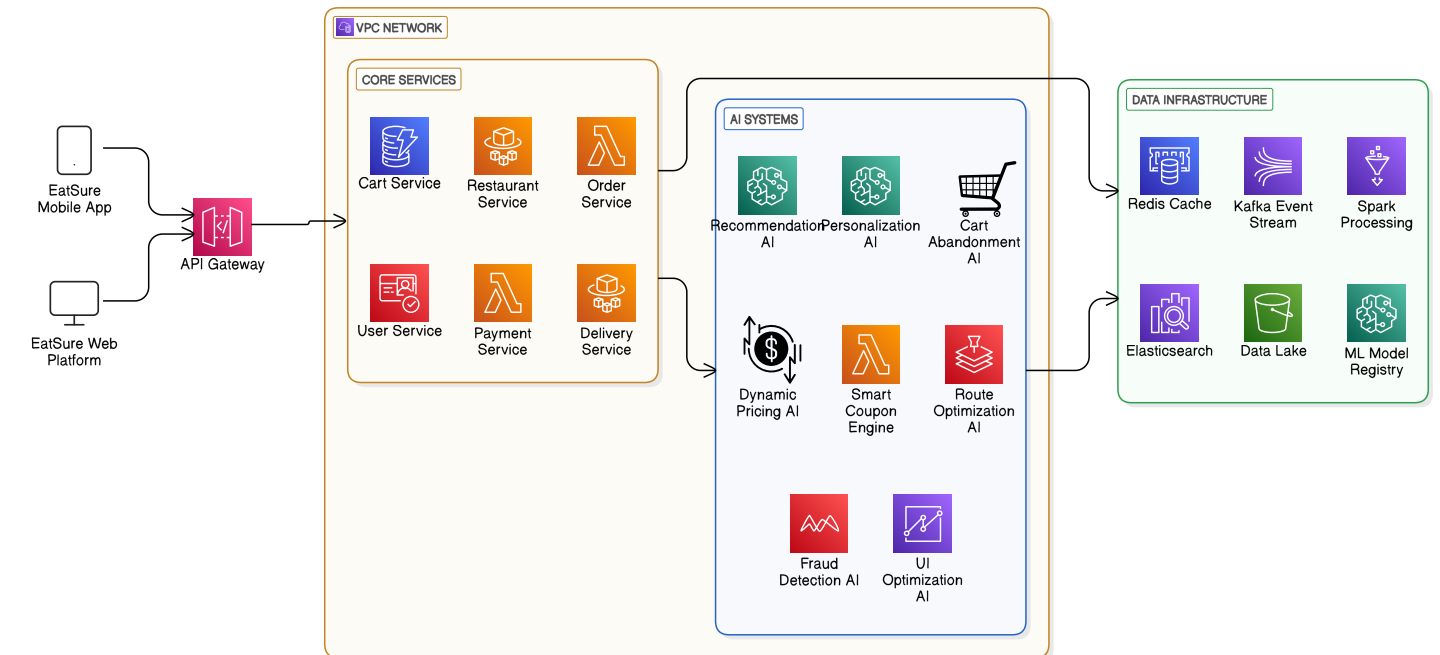 VPC NETWORK
CORE SERVICES
Cart Service
Restaurant
Service
Order
Service
User Service
Payment
Service
Delivery
Service
EatSure
Mobile App
API Gateway
EatSure Web
Platform
AI SYSTEMS
Recommendation
AI
Personalization
AI
Cart
Abandonment
AI
$
Dynamic
Pricing AI
Smart
Coupon
Engine
Route
Optimization
AI
Fraud
Detection AI
UI
Optimization
AI
DATA INFRASTRUCTURE
Redis Cache
Kafka Event
Stream
Spark
Processing
Elasticsearch
Data Lake
ML Model
Registry